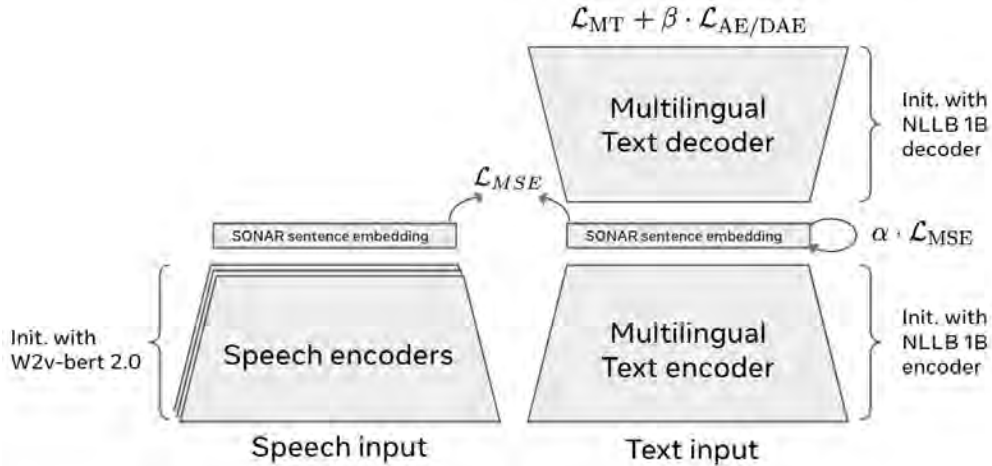 ℒ_MT + β · ℒ_AE/DAE
Multilingual
Text decoder
Init. with
NLLB 1B
decoder
ℒ_MSE
SONAR sentence embedding
SONAR sentence embedding
α · ℒ_MSE
Init. with
W2v-bert 2.0
Speech encoders
Multilingual
Text encoder
Init. with
NLLB 1B
encoder
Speech input
Text input